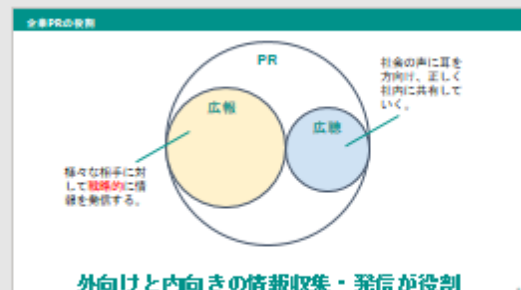 企業PRの役割
PR
社会の声に耳を
方向け、正しく
社内に共有して
いく。
広報
広聴
様々な相手に対
して戦略的に情
報を発信する。
外向けと内向きの情報収集・発信が役割